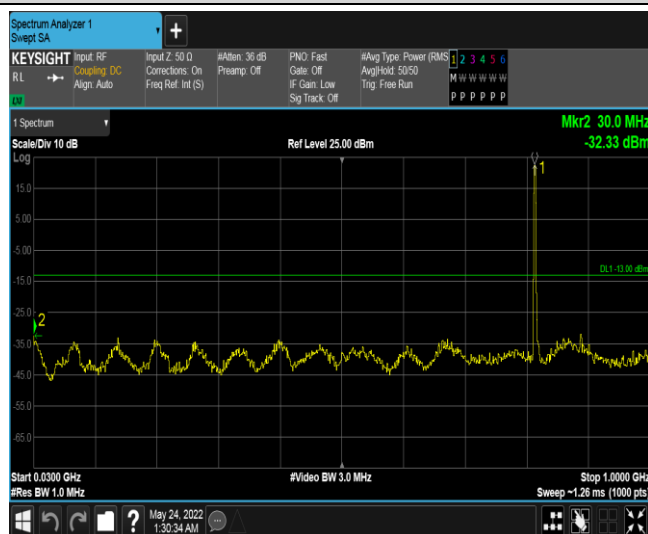 Spectrum Analyzer 1
Swept SA
+
KEYSIGHT
RL
Input: RF
Coupling: DC
Align: Auto
Input Z: 50 Ω
Corrections: On
Freq Ref: Int (S)
#Atten: 36 dB
Preamp: Off
PNO: Fast
Gate: Off
IF Gain: Low
Sig Track: Off
#Avg Type: Power (RMS
Avg|Hold: 50/50
Trig: Free Run
1 2 3 4 5 6
M W W W W W
P P P P P P
1 Spectrum
Mkr2 30.0 MHz
Scale/Div 10 dB
Ref Level 25.00 dBm
-32.33 dBm
Log
1
15.0
5.00
-5.00
DL1 -13.00 dBm
-15.0
-25.0
2
-35.0
-45.0
-55.0
-65.0
Start 0.0300 GHz
#Video BW 3.0 MHz
Stop 1.0000 GHz
#Res BW 1.0 MHz
Sweep ~1.26 ms (1000 pts)
?
May 24, 2022
1:30:34 AM